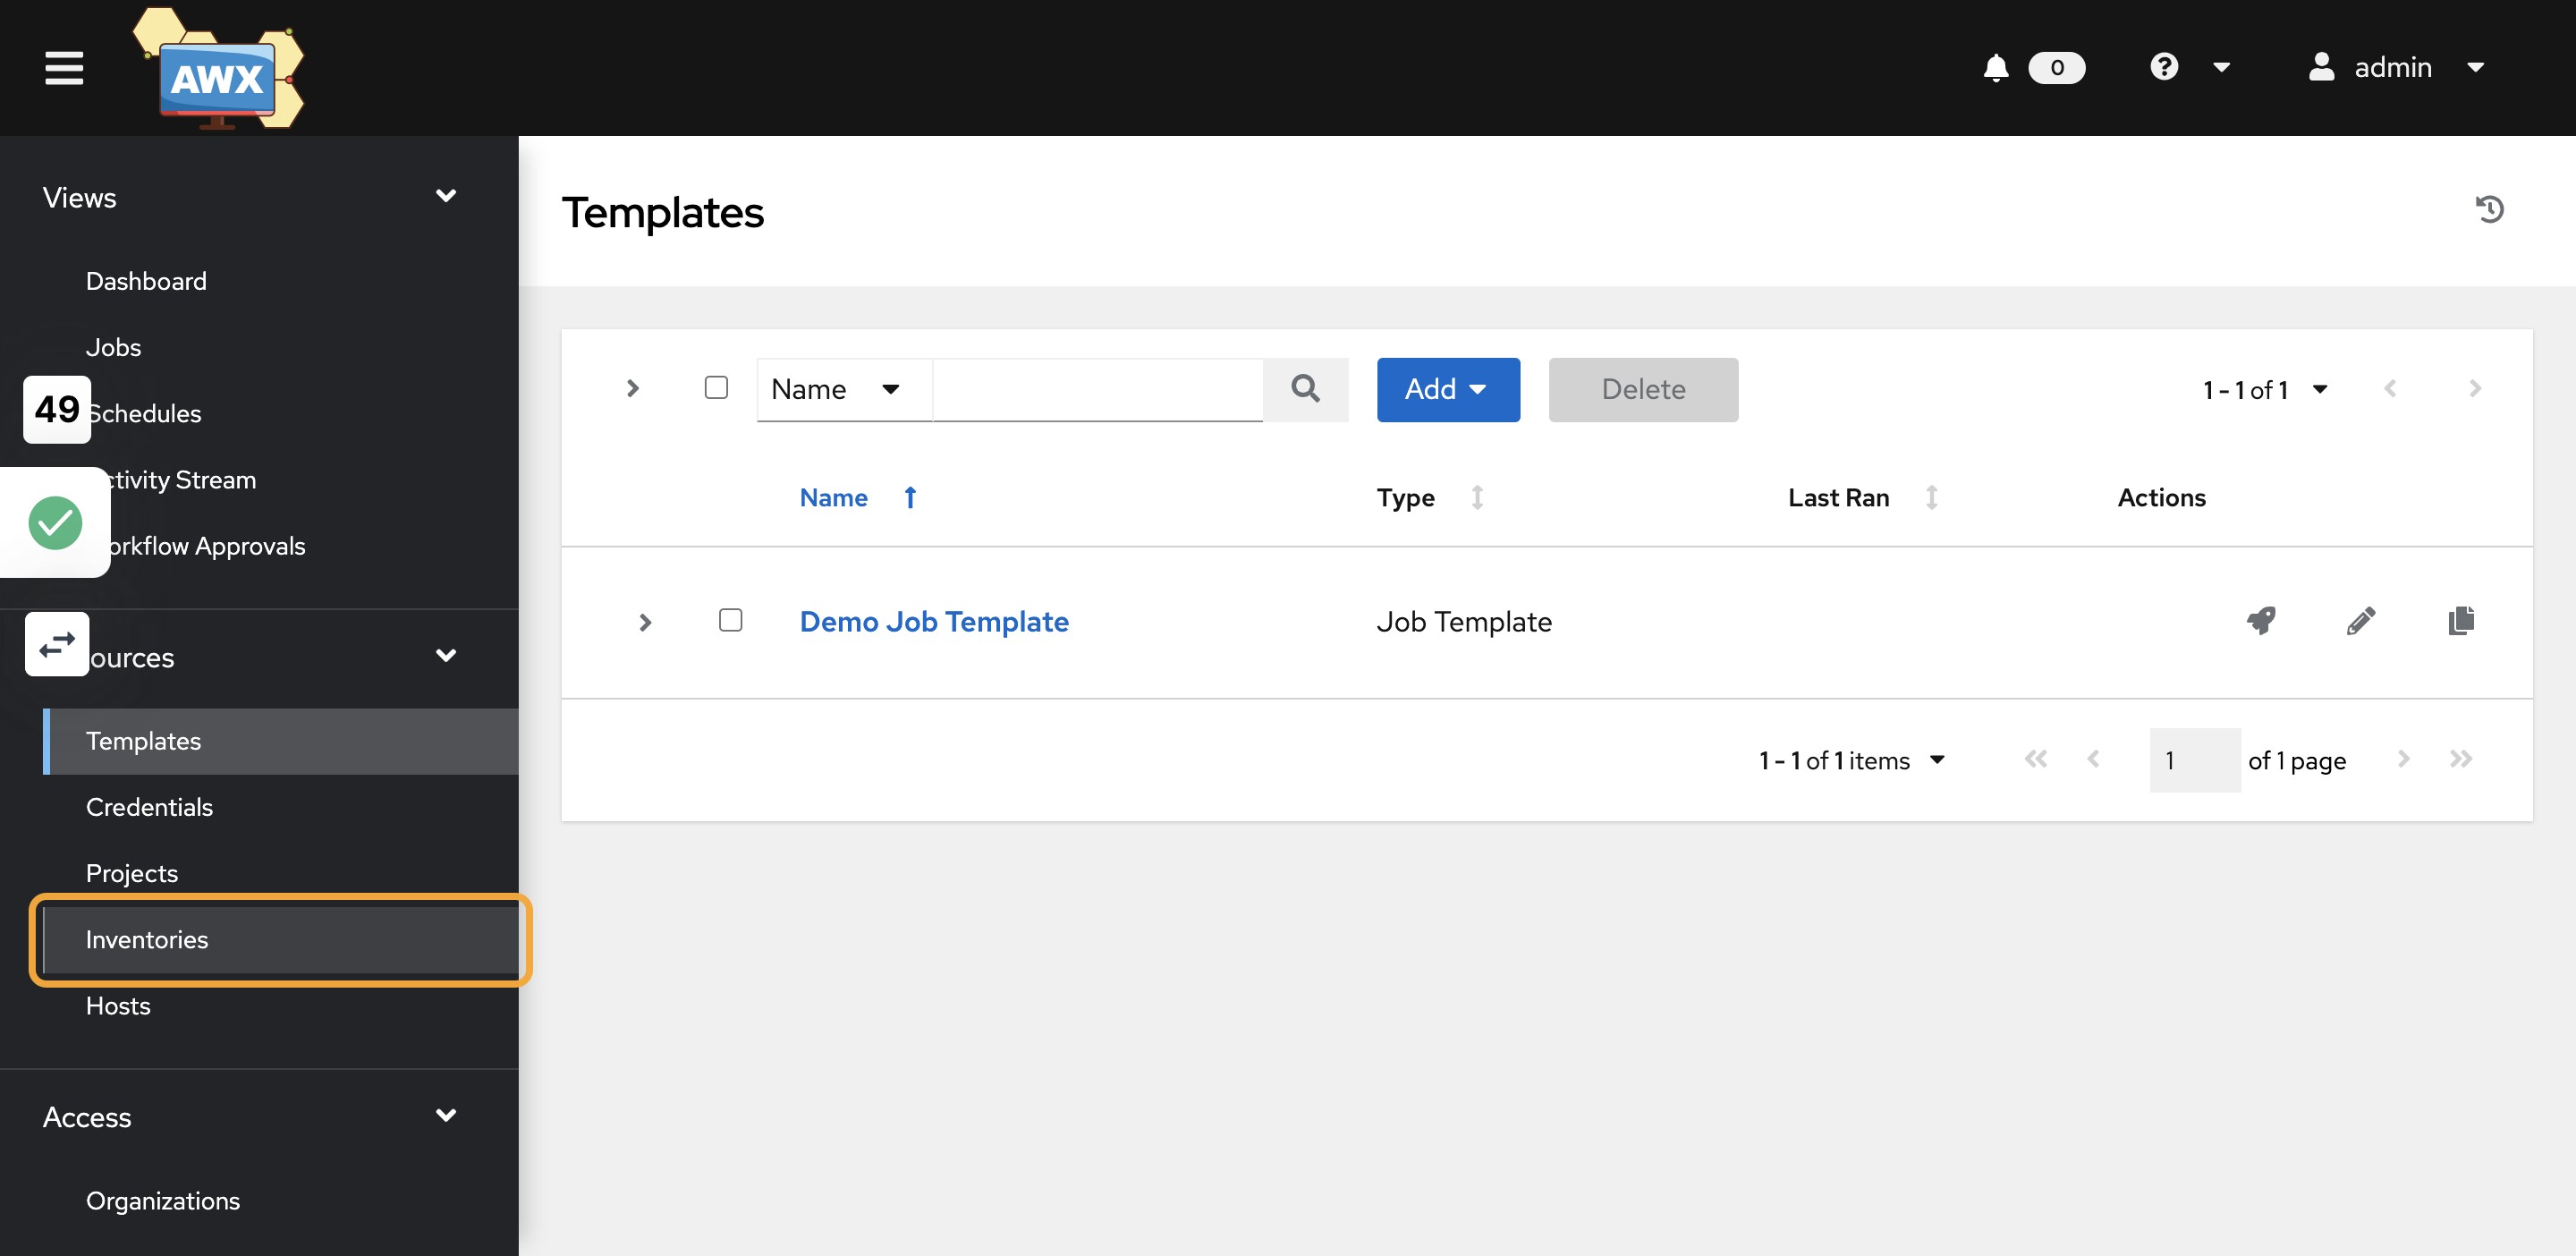 AWX
0
admin
Views
Dashboard
Jobs
49
Schedules
ctivity Stream
orkflow Approvals
ources
Templates
Credentials
Projects
Inventories
Hosts
Access
Organizations
Templates
Name
Add
Delete
1 - 1 of 1
Name
Type
Last Ran
Actions
Demo Job Template
Job Template
1 - 1 of 1 items
1
of 1 page